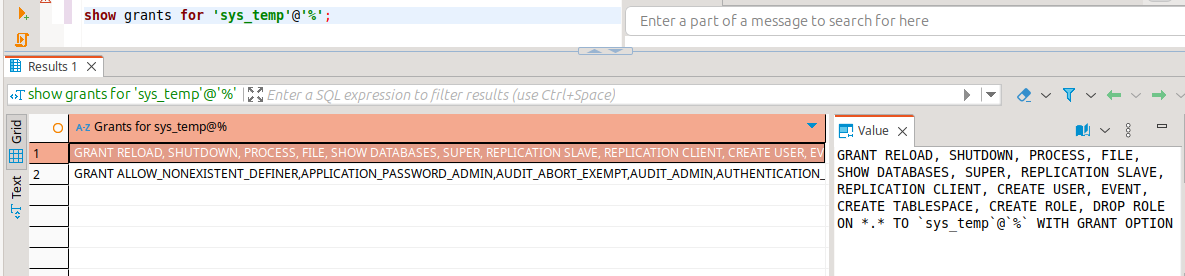 show grants for 'sys_temp'@'%';
Enter a part of a message to search for here
Results 1
show grants for 'sys_temp'@'%'
Enter a SQL expression to filter results (use Ctrl+Space)
Grid
Text
A-Z Grants for sys_temp@%
1 GRANT RELOAD, SHUTDOWN, PROCESS, FILE, SHOW DATABASES, SUPER, REPLICATION SLAVE, REPLICATION CLIENT, CREATE USER, EV
2 GRANT ALLOW_NONEXISTENT_DEFINER,APPLICATION_PASSWORD_ADMIN,AUDIT_ABORT_EXEMPT,AUDIT_ADMIN,AUTHENTICATION_
Value
GRANT RELOAD, SHUTDOWN, PROCESS, FILE,
SHOW DATABASES, SUPER, REPLICATION SLAVE,
REPLICATION CLIENT, CREATE USER, EVENT,
CREATE TABLESPACE, CREATE ROLE, DROP ROLE
ON *.* TO `sys_temp`@`%` WITH GRANT OPTION